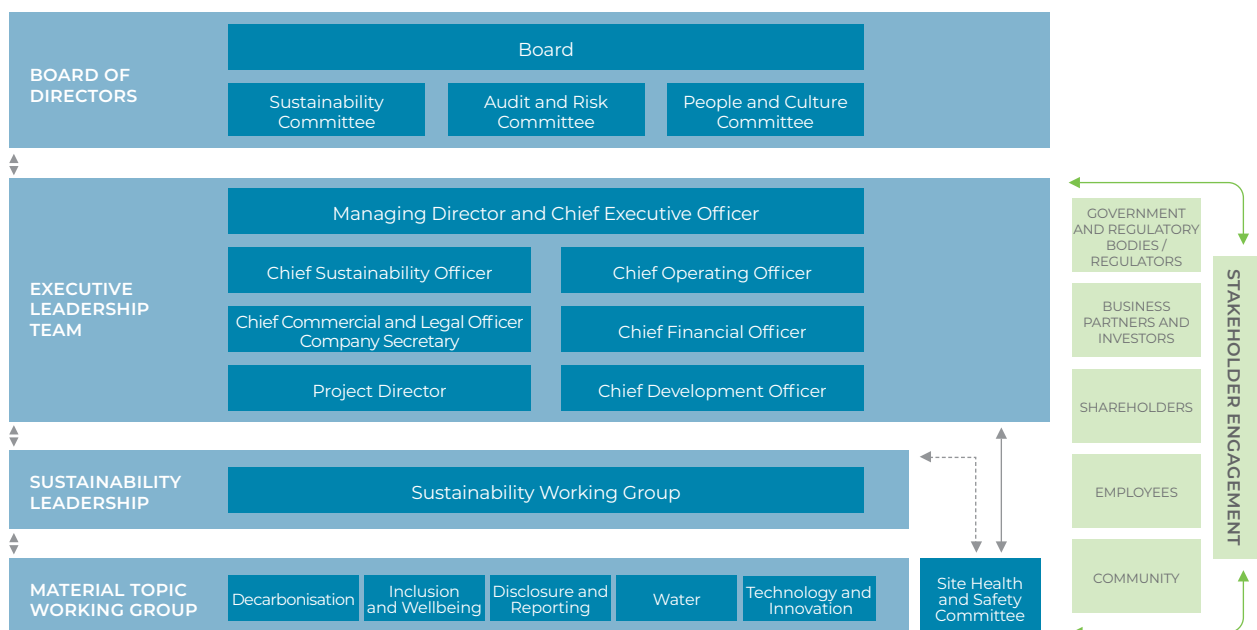 BOARD OF
DIRECTORS
Board
Sustainability
Committee
Audit and Risk
Committee
People and Culture
Committee
EXECUTIVE
LEADERSHIP
TEAM
Managing Director and Chief Executive Officer
Chief Sustainability Officer
Chief Operating Officer
Chief Commercial and Legal Officer
Company Secretary
Chief Financial Officer
Project Director
Chief Development Officer
SUSTAINABILITY
LEADERSHIP
Sustainability Working Group
MATERIAL TOPIC
WORKING GROUP
Decarbonisation
Inclusion
and Wellbeing
Disclosure and
Reporting
Water
Technology and
Innovation
Site Health
and Safety
Committee
GOVERNMENT
AND REGULATORY
BODIES /
REGULATORS
BUSINESS
PARTNERS AND
INVESTORS
SHAREHOLDERS
EMPLOYEES
COMMUNITY
STAKEHOLDER ENGAGEMENT